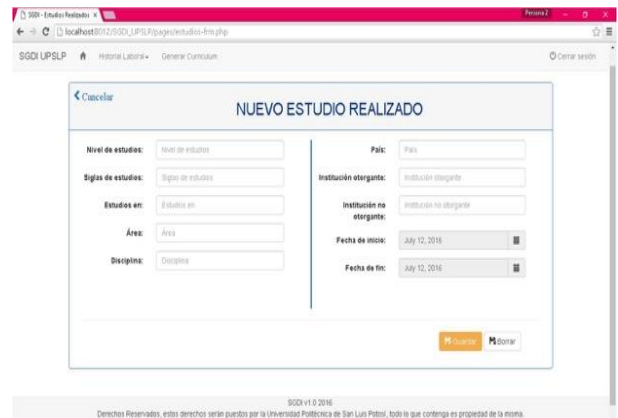 SGDI - Estudios Realizados
Persona 2
localhost:8012/SGDI_UPSLP/pages/estudios-frm.php
SGDI UPSLP Historial Laboral Generar Curriculum Cerrar sesión
Cancelar
NUEVO ESTUDIO REALIZADO
Nivel de estudios: Nivel de estudios
Siglas de estudios: Siglas de estudios
Estudios en: Estudios en
Área: Área
Disciplina: Disciplina
País: País
Institución otorgante: Institución otorgante
Institución no otorgante: Institución no otorgante
Fecha de inicio: July 12, 2016
Fecha de fin: July 12, 2016
Guardar Borrar
SGDI v1.0 2016
Derechos Reservados, estos derechos serán puestos por la Universidad Politécnica de San Luis Potosí, todo lo que contenga es propiedad de la misma.